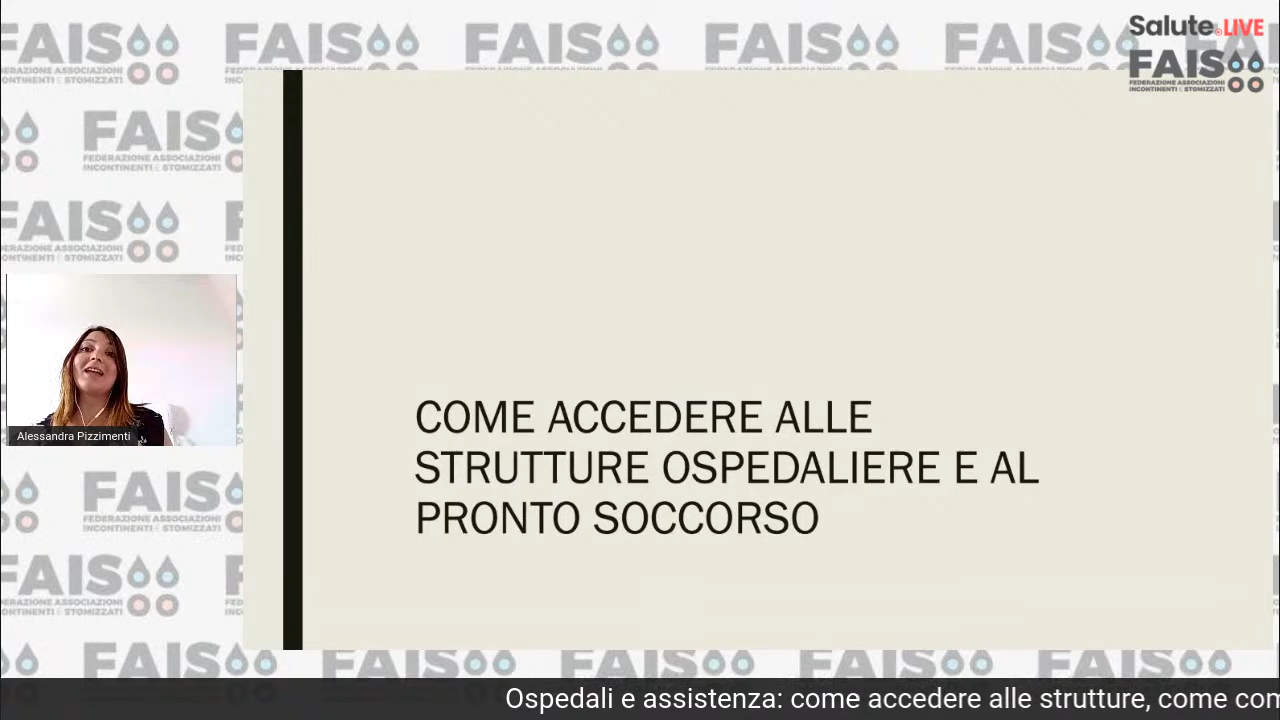 Salute LIVE
FAIS
FEDERAZIONE ASSOCIAZIONI
INCONTINENTI E STOMIZZATI
COME ACCEDERE ALLE
STRUTTURE OSPEDALIERE E AL
PRONTO SOCCORSO
Alessandra Pizzimenti
Ospedali e assistenza: come accedere alle strutture, come con